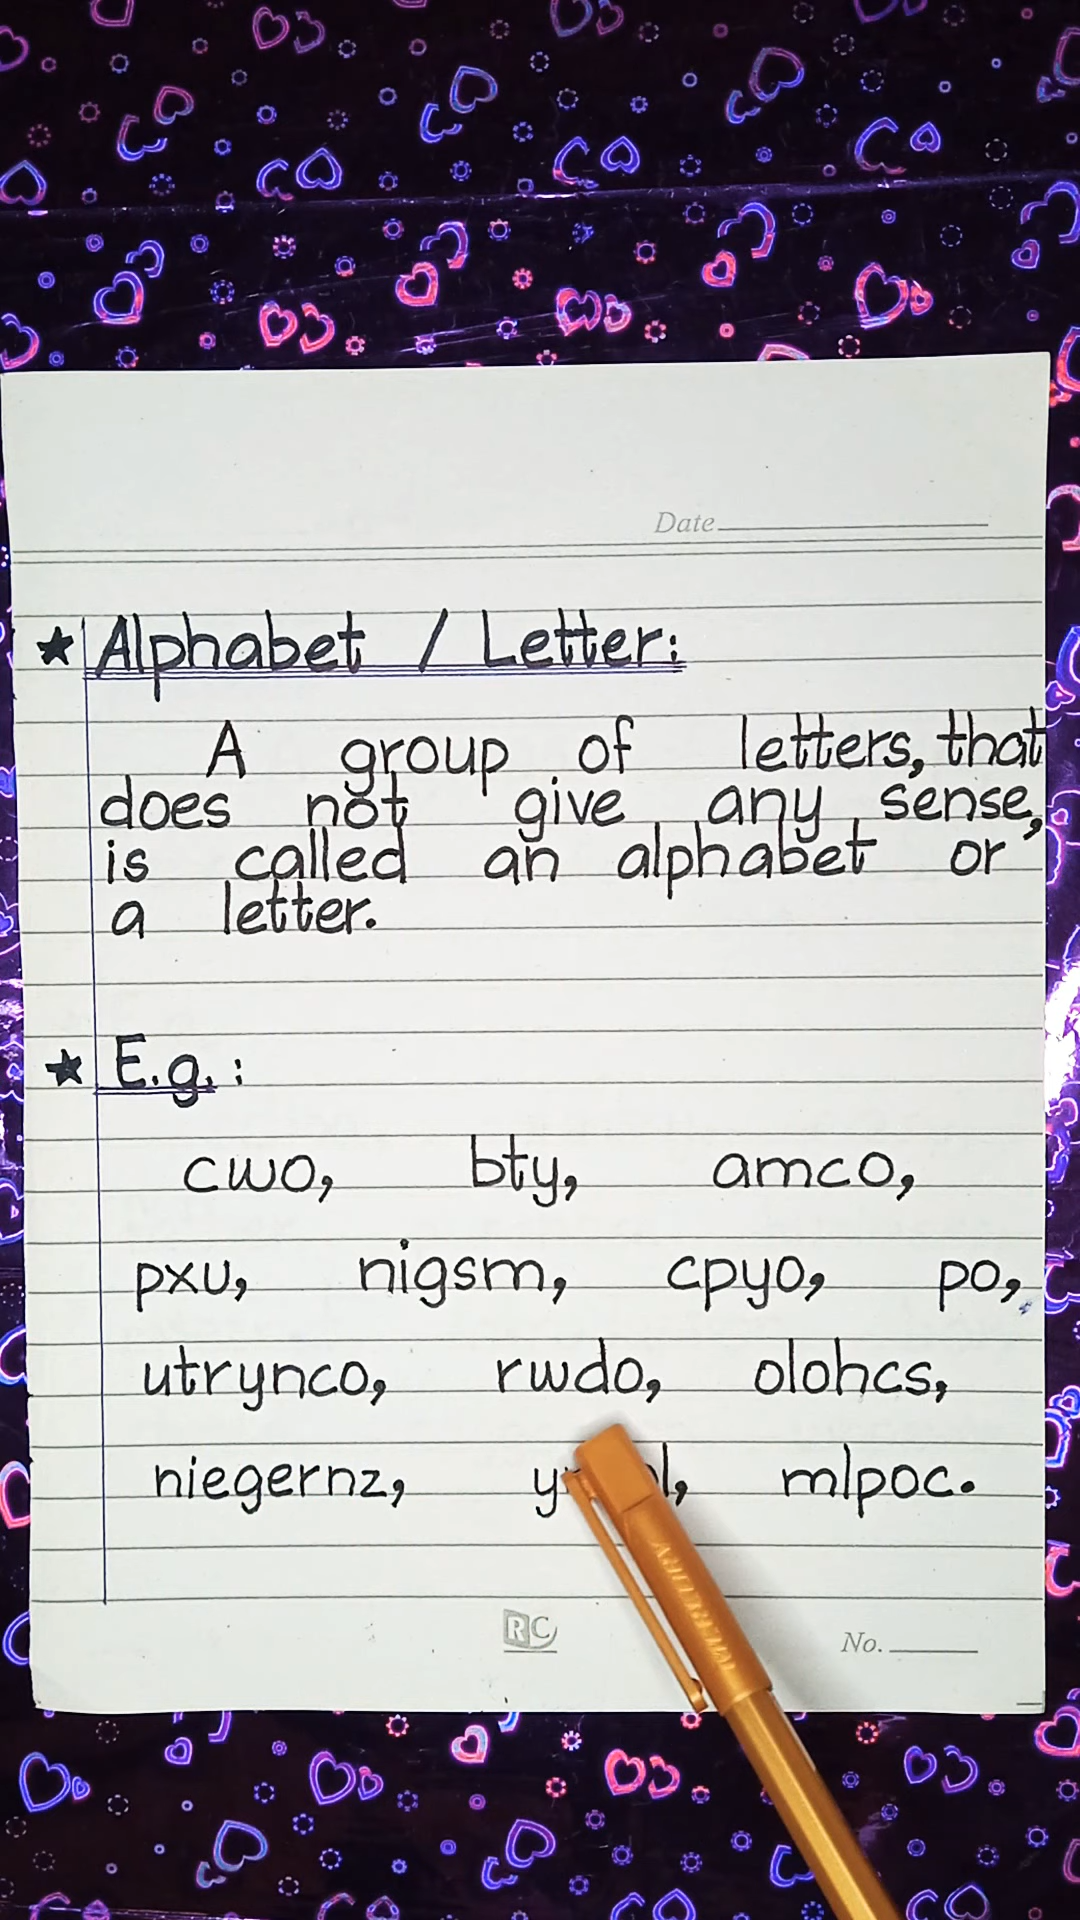 Date
★ Alphabet / Letter:
A group of letters, that
does not give any sense,
is called an alphabet or
a letter.
★ E.g.:
cwo, bty, amco,
pxu, nigsm, cpyo, po,
utrynco, rwdo, olohcs,
niegernz, mlpoc.
RC
No.